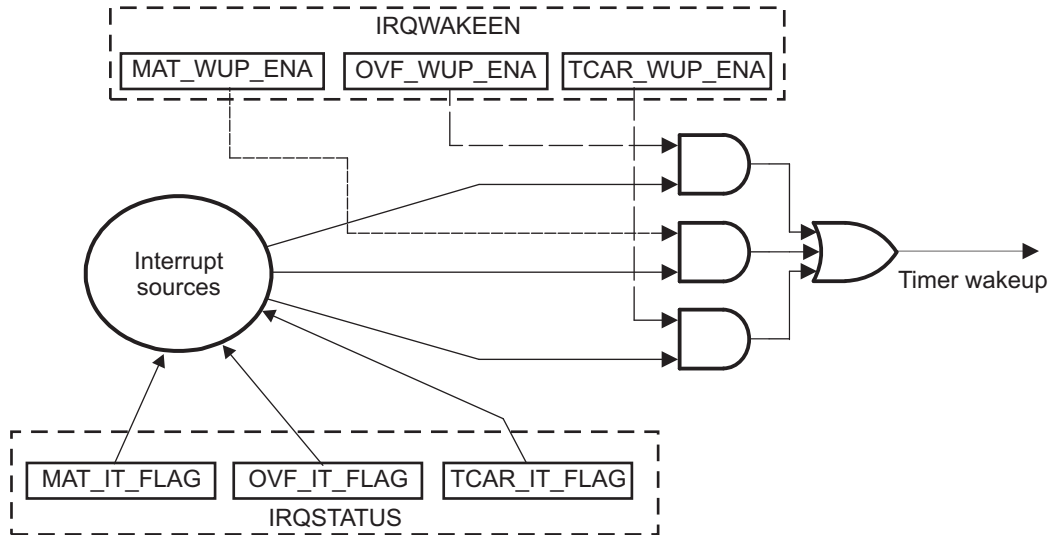 IRQWAKEEN
MAT_WUP_ENA
OVF_WUP_ENA
TCAR_WUP_ENA
Interrupt
sources
Timer wakeup
MAT_IT_FLAG
OVF_IT_FLAG
TCAR_IT_FLAG
IRQSTATUS